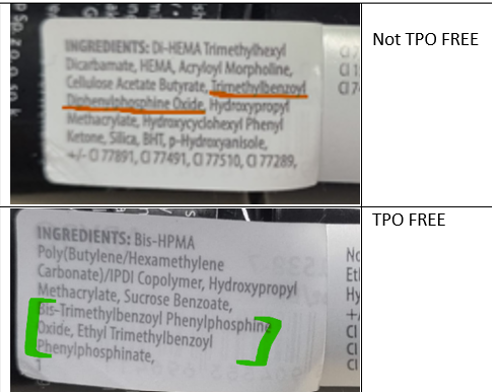 INGREDIENTS: Di-HEMA Trimethylhexyl
Dicarbamate, HEMA, Acryloyl Morpholine,
Cellulose Acetate Butyrate, Trimethylbenzoyl
Diphenylphosphine Oxide, Hydroxypropyl
Methacrylate, Hydroxycyclohexyl Phenyl
Ketone, Silica, BHT, p-Hydroxyanisole,
+/- CI 77891, CI 77491, CI 77510, CI 77289,
Not TPO FREE
INGREDIENTS: Bis-HPMA
Poly(Butylene/Hexamethylene
Carbonate)/IPDI Copolymer, Hydroxypropyl
Methacrylate, Sucrose Benzoate,
Bis-Trimethylbenzoyl Phenylphosphine
Oxide, Ethyl Trimethylbenzoyl
Phenylphosphinate,
TPO FREE